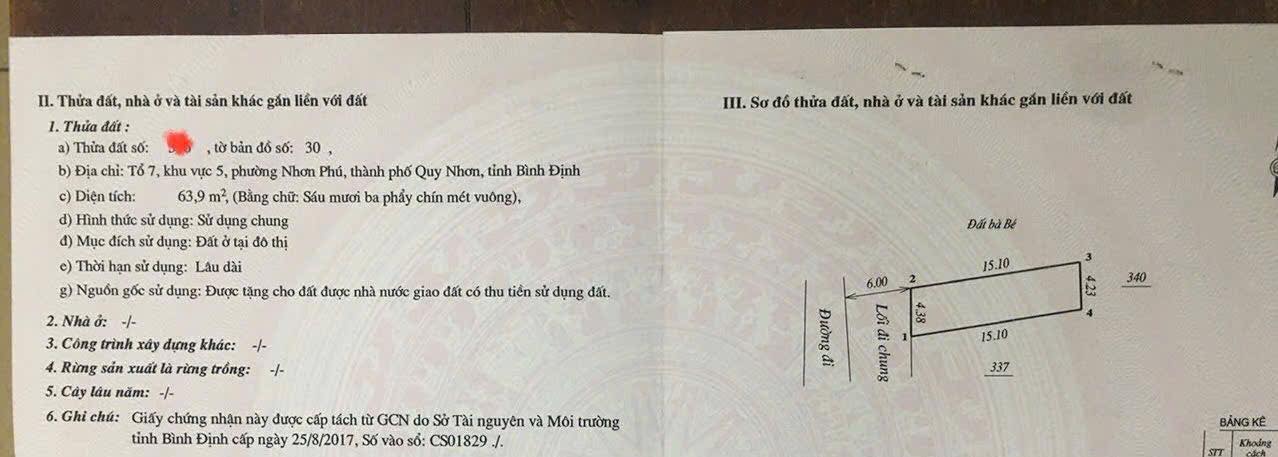 II. Thửa đất, nhà ở và tài sản khác gắn liền với đất
1. Thửa đất :
a) Thửa đất số: , tờ bản đồ số: 30 ,
b) Địa chỉ: Tổ 7, khu vực 5, phường Nhơn Phú, thành phố Quy Nhơn, tỉnh Bình Định
c) Diện tích: 63,9 m², (Bằng chữ: Sáu mươi ba phẩy chín mét vuông),
d) Hình thức sử dụng: Sử dụng chung
đ) Mục đích sử dụng: Đất ở tại đô thị
e) Thời hạn sử dụng: Lâu dài
g) Nguồn gốc sử dụng: Được tặng cho đất được nhà nước giao đất có thu tiền sử dụng đất.
2. Nhà ở: -/-
3. Công trình xây dựng khác: -/-
4. Rừng sản xuất là rừng trồng: -/-
5. Cây lâu năm: -/-
6. Ghi chú: Giấy chứng nhận này được cấp tách từ GCN do Sở Tài nguyên và Môi trường
tỉnh Bình Định cấp ngày 25/8/2017, Số vào sổ: CS01829 ./.
III. Sơ đồ thửa đất, nhà ở và tài sản khác gắn liền với đất
Đất bà Bé
15.10
3
6.00
2
4.23
340
4.38
4
Đường đi
Lối đi chung
1
15.10
337
BẢNG KÊ
STT
Khoảng
cách